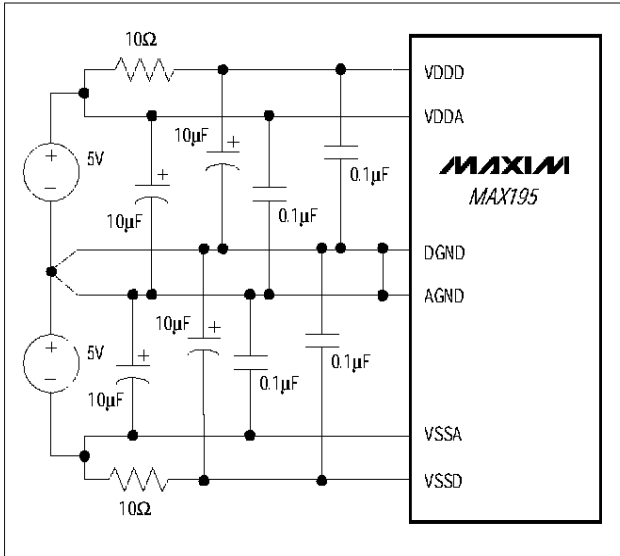 10Ω
VDDD
VDDA
10µF
+
+
5V
+
−
10µF
0.1µF
0.1µF
MAXIM
MAX195
DGND
AGND
10µF
+
+
5V
+
−
10µF
0.1µF
0.1µF
VSSA
VSSD
10Ω